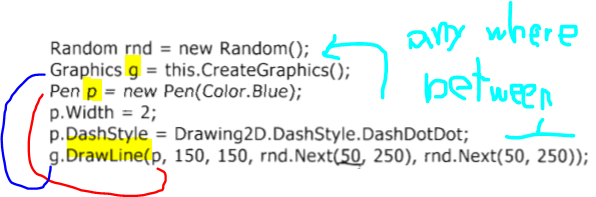 any where
between
Random rnd = new Random();
Graphics g = this.CreateGraphics();
Pen p = new Pen(Color.Blue);
p.Width = 2;
p.DashStyle = Drawing2D.DashStyle.DashDotDot;
g.DrawLine(p, 150, 150, rnd.Next(50, 250), rnd.Next(50, 250));